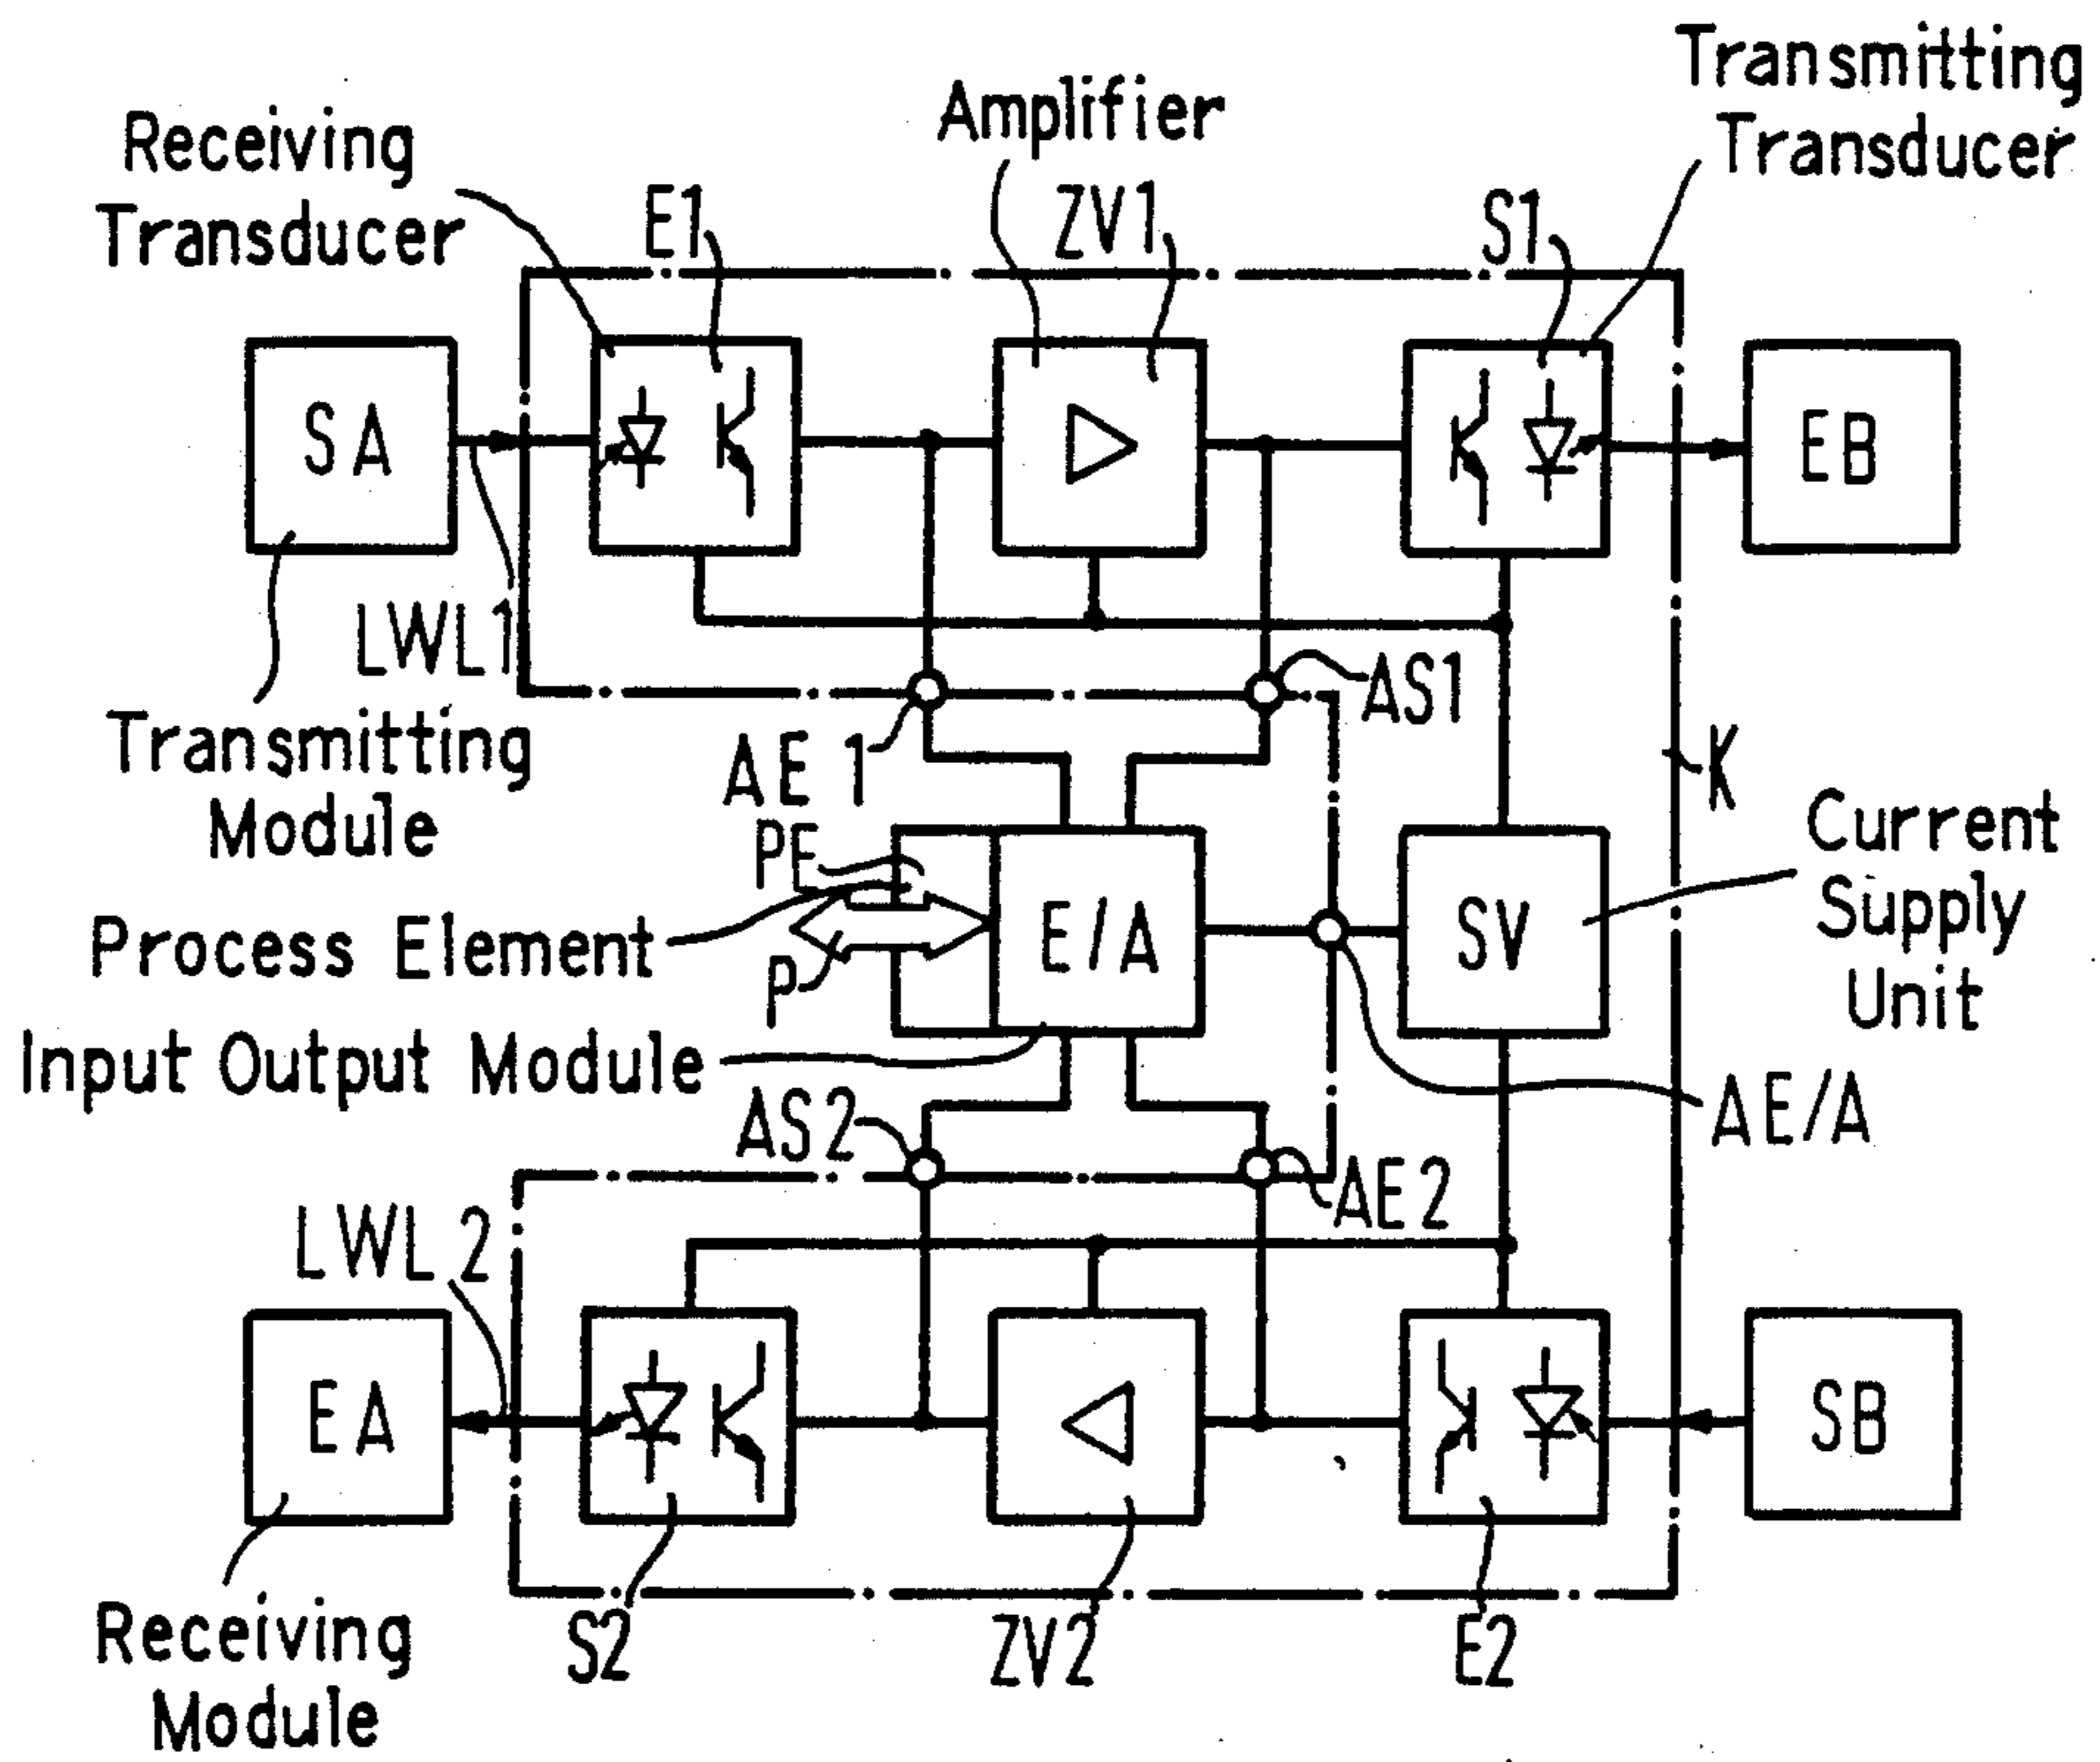 Transmitting
Transducer
Amplifier
Receiving
Transducer
E1
ZV1
S1
SA
EB
LWL1
Transmitting
Module
AE 1
AS1
K
PE
Process Element
P
E/A
SV
Current
Supply
Unit
Input Output Module
AS2
AE/A
AE2
LWL 2
EA
SB
S2
ZV2
E2
Receiving
Module